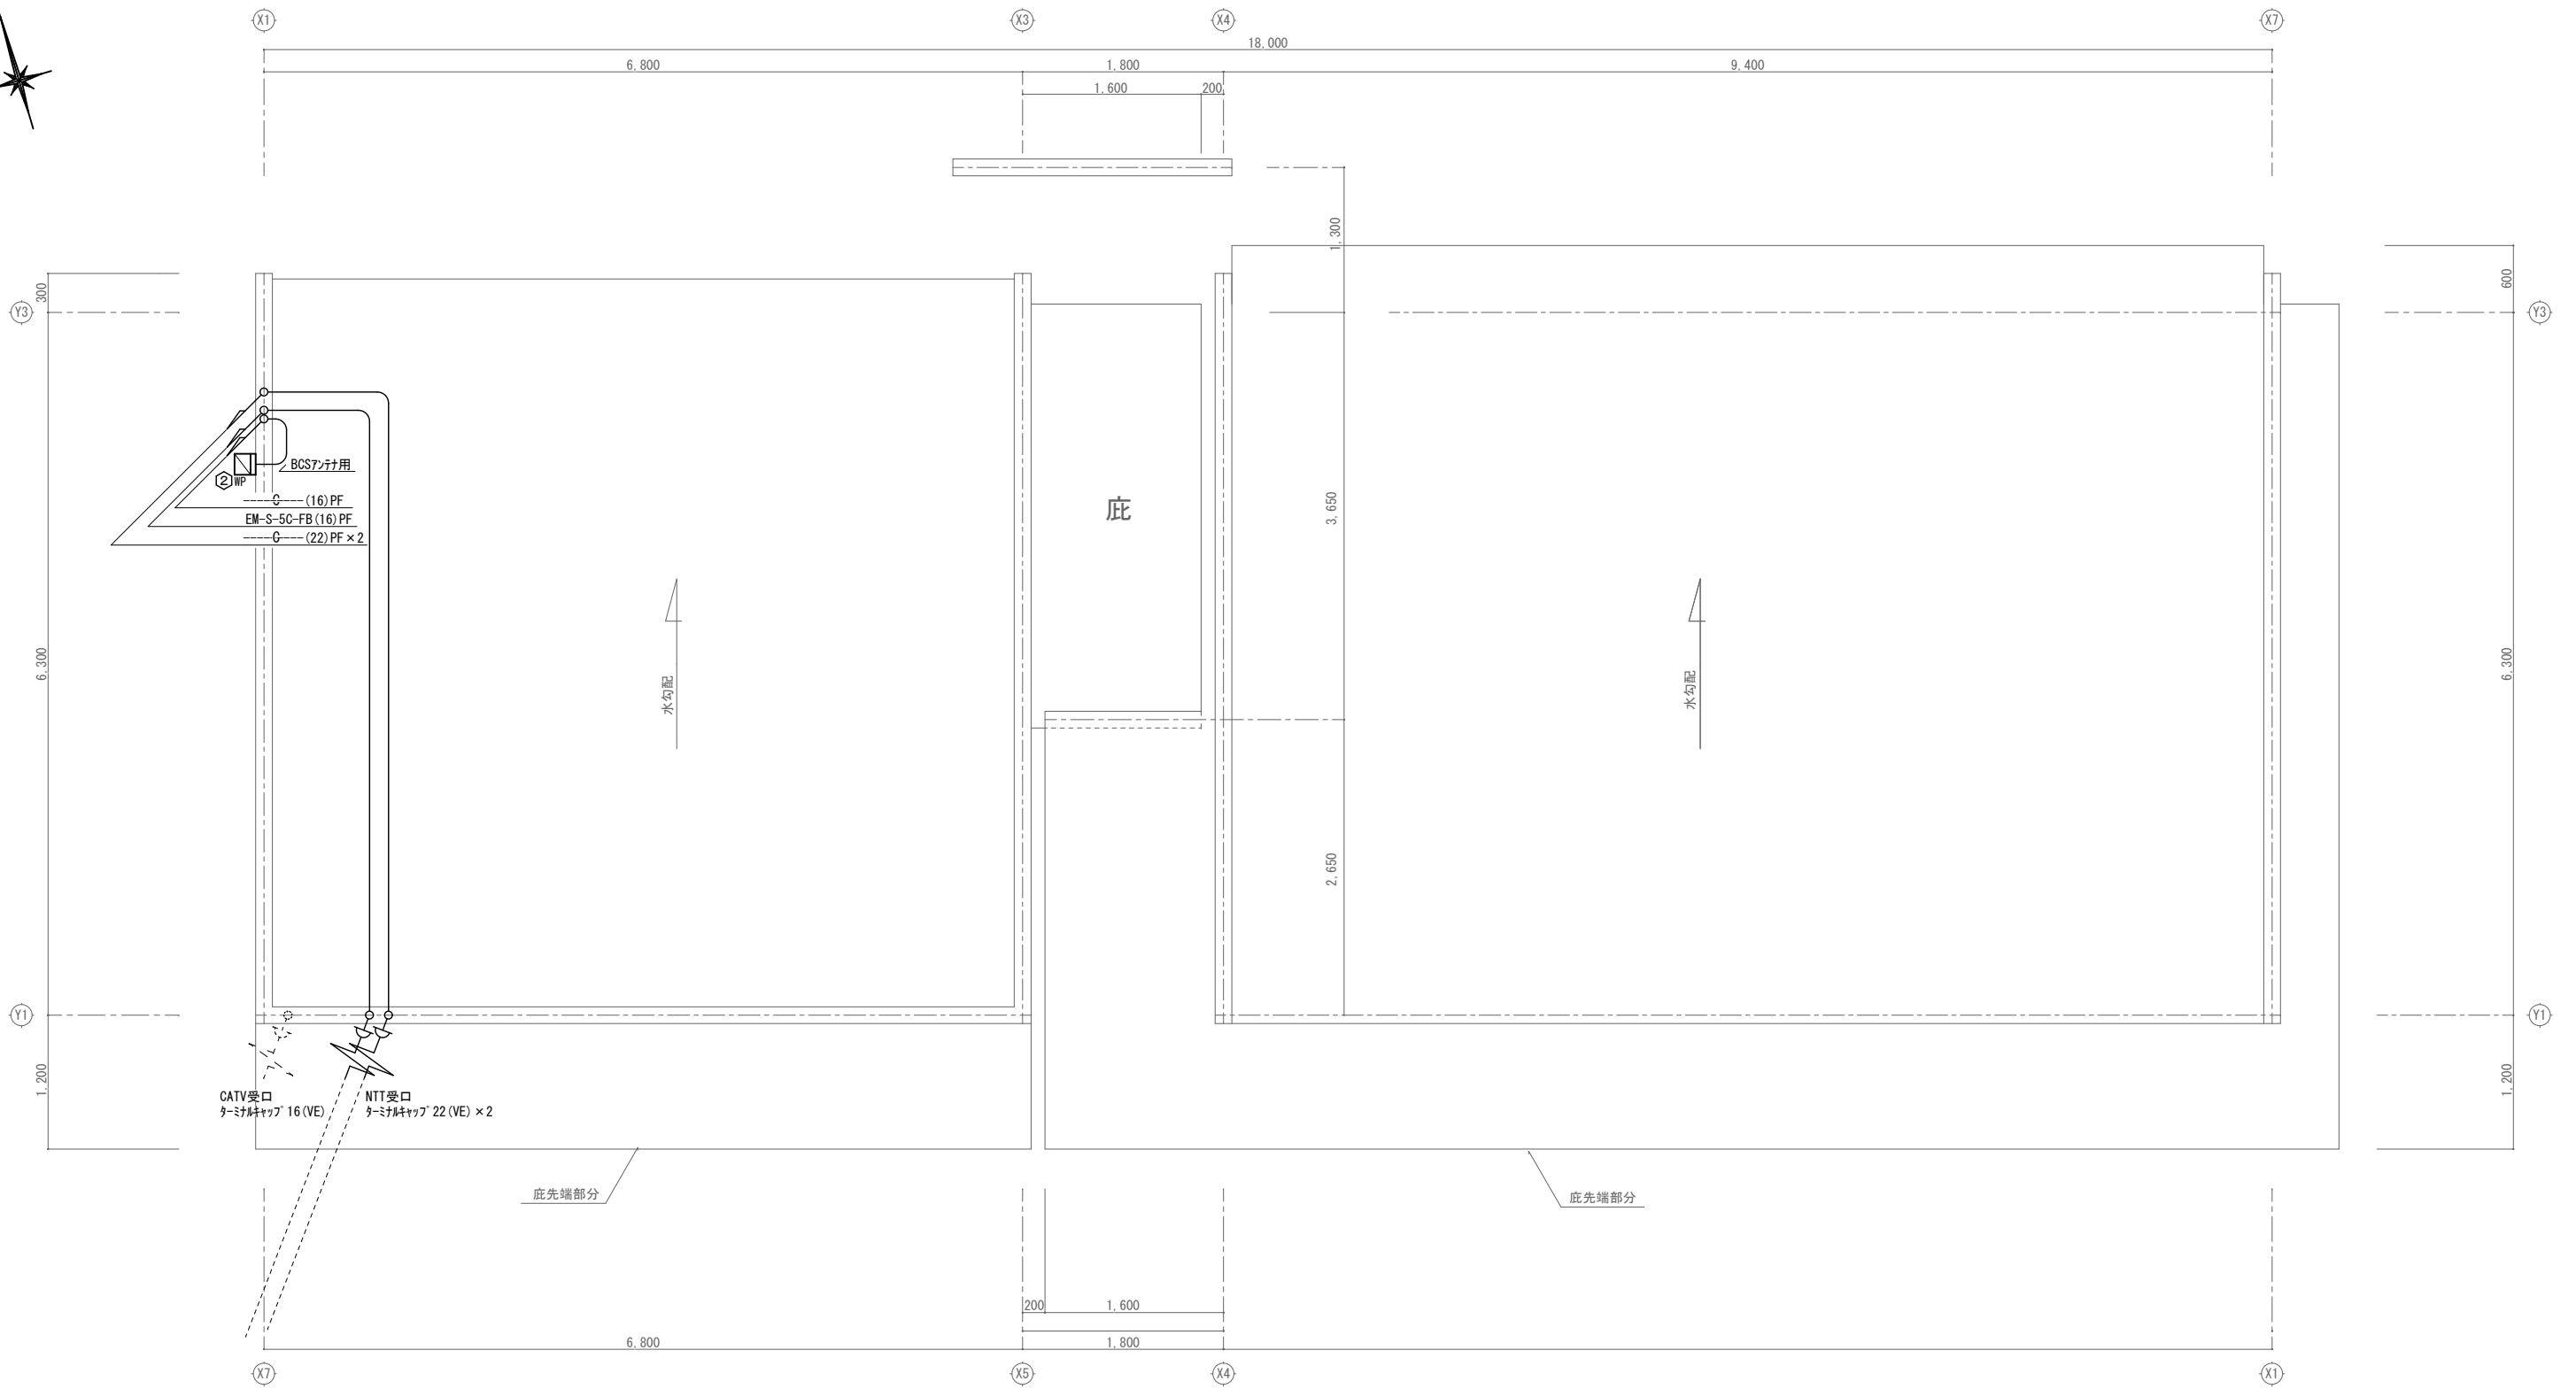 X1
X3
X4
X7
18,000
6,800
1,800
9,400
1,600
200
1,300
300
600
Y3
Y3
BCSアンテナ用
2
WP
----C----(16)PF
EM-S-5C-FB(16)PF
----C----(22)PF×2
庇
3,650
水勾配
水勾配
6,300
6,300
2,650
Y1
Y1
1,200
1,200
CATV受口
ターミナルキャップ16(VE)
NTT受口
ターミナルキャップ22(VE)×2
庇先端部分
庇先端部分
200
1,600
6,800
1,800
X7
X5
X4
X1